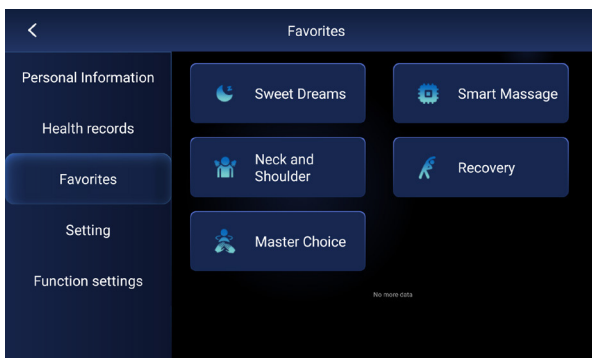 Favorites
Personal Information
Health records
Favorites
Setting
Function settings
Sweet Dreams
Smart Massage
Neck and
Shoulder
Recovery
Master Choice
No more data